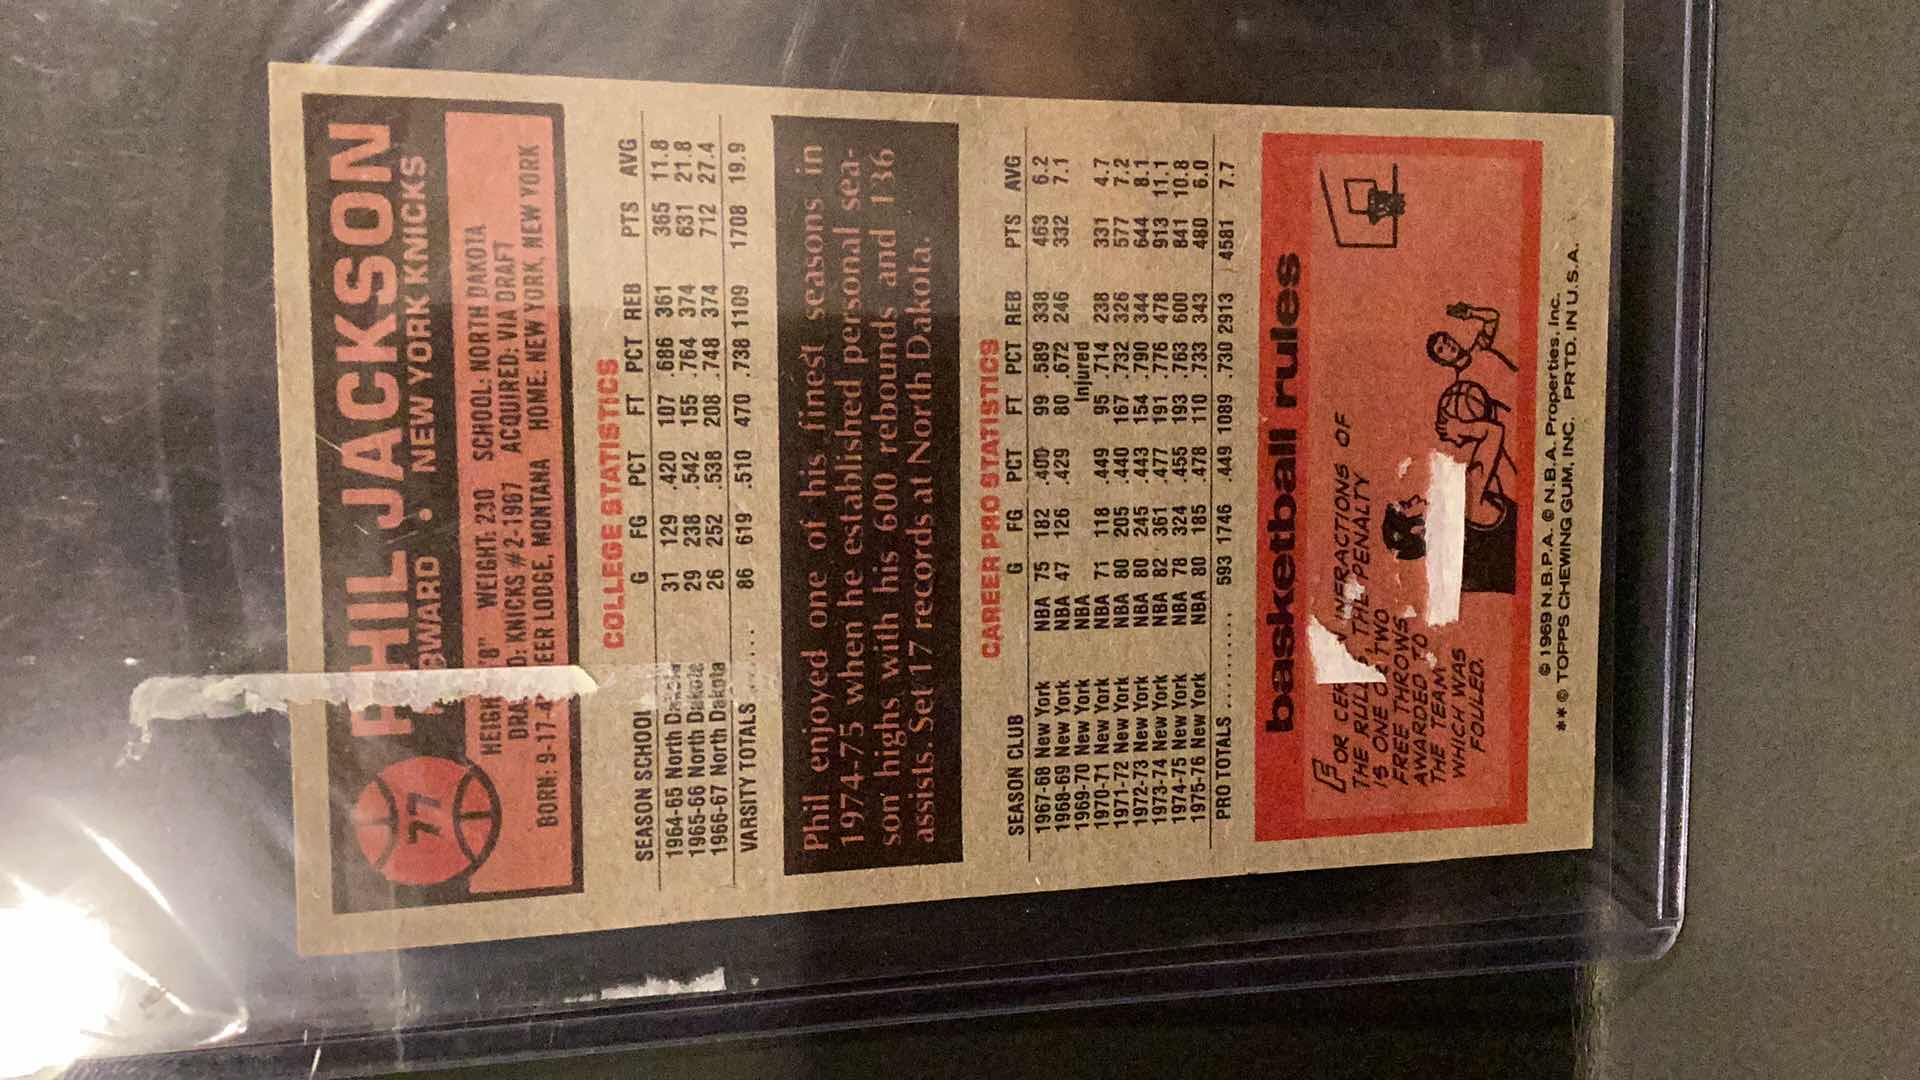 77
PHIL JACKSON
FORWARD • NEW YORK KNICKS
HEIGHT: 6'8" WEIGHT: 230 SCHOOL: NORTH DAKOTA
KNICKS #2-1967 ACQUIRED: VIA DRAFT
BORN: 9-17-4 DEER LODGE, MONTANA HOME: NEW YORK, NEW YORK
COLLEGE STATISTICS
SEASON SCHOOL G FG PCT FT PCT REB PTS AVG
1964-65 North Dakota 31 129 .420 107 .686 361 365 11.8
1965-66 North Dakota 29 238 .542 155 .764 374 631 21.8
1966-67 North Dakota 26 252 .538 208 .748 374 712 27.4
VARSITY TOTALS ....... 86 619 .510 470 .738 1109 1708 19.9
Phil enjoyed one of his finest seasons in
1974-75 when he established personal sea-
son' highs with his 600 rebounds and 136
assists. Set 17 records at North Dakota.
CAREER PRO STATISTICS
SEASON CLUB G FG PCT FT PCT REB PTS AVG
1967-68 New York NBA 75 182 .400 99 .589 338 463 6.2
1968-69 New York NBA 47 126 .429 80 .672 246 332 7.1
1969-70 New York NBA Injured
1970-71 New York NBA 71 118 .449 95 .714 238 331 4.7
1971-72 New York NBA 80 205 .440 167 .732 326 577 7.2
1972-73 New York NBA 80 245 .443 154 .790 344 644 8.1
1973-74 New York NBA 82 361 .477 191 .776 478 913 11.1
1974-75 New York NBA 78 324 .455 193 .763 600 841 10.8
1975-76 New York NBA 80 185 .478 110 .733 343 480 6.0
PRO TOTALS .......... 593 1746 .449 1089 .730 2913 4581 7.7
basketball rules
FOR CERTAIN INFRACTIONS OF
THE RULES, THE PENALTY
IS ONE OR TWO
FREE THROWS
AWARDED TO
THE TEAM
WHICH WAS
FOULED.
© 1969 N.B.P.A. © N.B.A. Properties, Inc.
**© TOPPS CHEWING GUM, INC. PRTD. IN U.S.A.